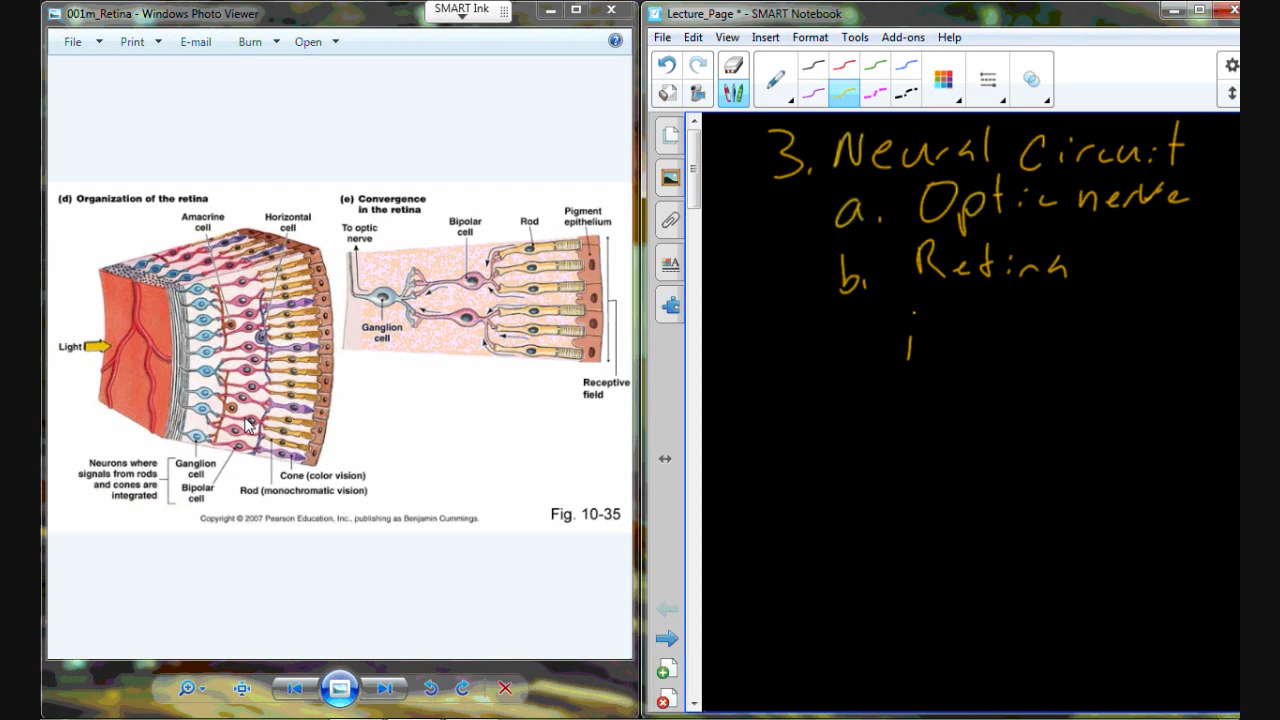 001m_Retina - Windows Photo Viewer
SMART Ink
File Print E-mail Burn Open
(d) Organization of the retina
Amacrine
cell
Horizontal
cell
Light
Neurons where
signals from rods
and cones are
integrated
Ganglion
cell
Bipolar
cell
Cone (color vision)
Rod (monochromatic vision)
(e) Convergence
in the retina
To optic
nerve
Bipolar
cell
Rod
Pigment
epithelium
Ganglion
cell
Receptive
field
Copyright © 2007 Pearson Education, Inc., publishing as Benjamin Cummings.
Fig. 10-35
Lecture_Page * - SMART Notebook
File Edit View Insert Format Tools Add-ons Help
3. Neural Circuit
a. Optic nerve
b. Retina
i